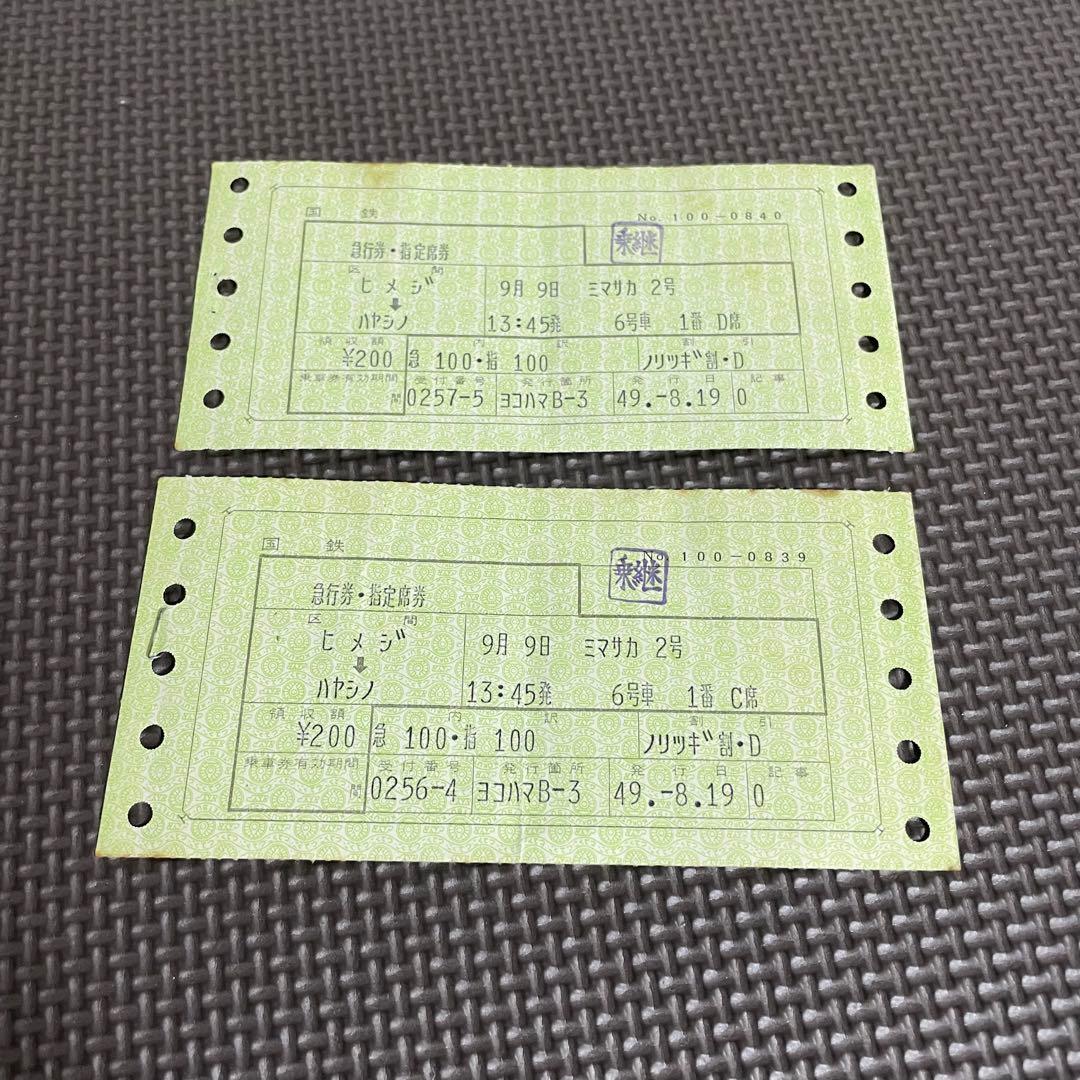 国鉄 No. 100-0840
乗継
急行券・指定席券
区間
ヒメジ 9月 9日 ミマサカ 2号
➡
ハヤシノ 13:45発 6号車 1番 D席
領収額 内訳 割引
¥200 急 100・指 100 ノリツギ割・D
乗車券有効期間 受付番号 発行箇所 発行日 記事
間 0257-5 ヨコハマB-3 49.-8.19 0
国鉄 No. 100-0839
乗継
急行券・指定席券
区間
ヒメジ 9月 9日 ミマサカ 2号
➡
ハヤシノ 13:45発 6号車 1番 C席
領収額 内訳 割引
¥200 急 100・指 100 ノリツギ割・D
乗車券有効期間 受付番号 発行箇所 発行日 記事
間 0256-4 ヨコハマB-3 49.-8.19 0